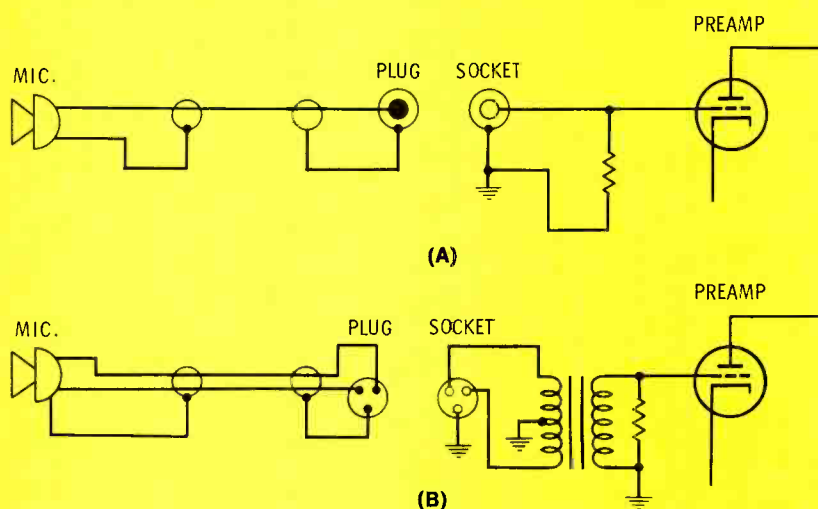 PREAMP
MIC.
PLUG
SOCKET
(A)
PREAMP
MIC.
PLUG
SOCKET
(B)